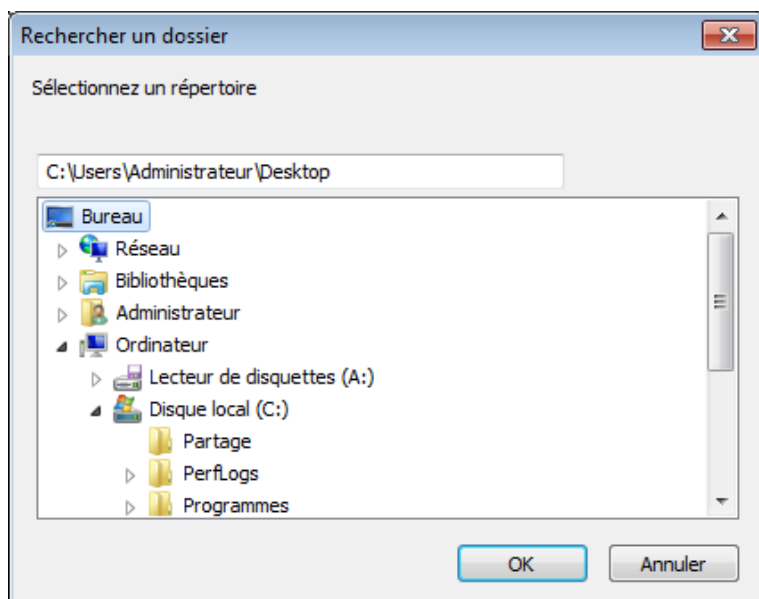 Rechercher un dossier
Sélectionnez un répertoire
C:\Users\Administrateur\Desktop
Bureau
Réseau
Bibliothèques
Administrateur
Ordinateur
Lecteur de disquettes (A:)
Disque local (C:)
Partage
PerfLogs
Programmes
OK Annuler